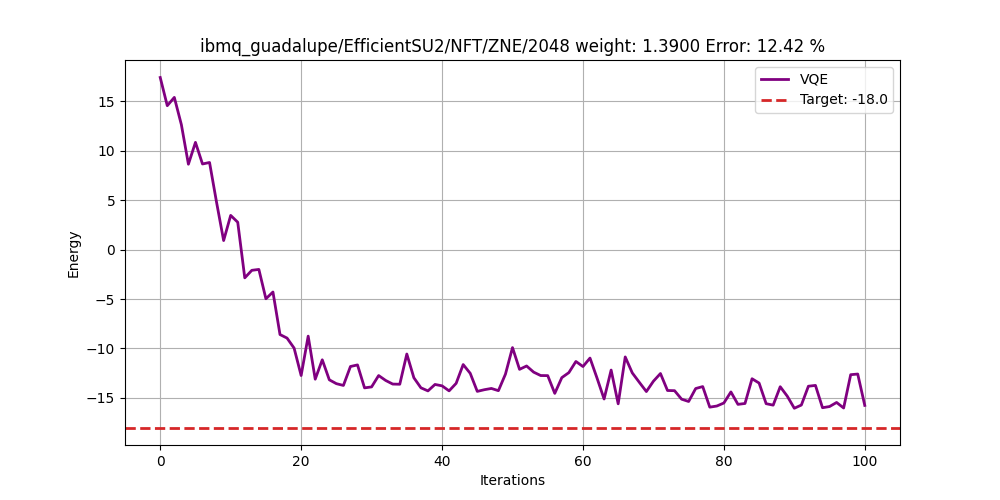 ibmq_guadalupe/EfficientSU2/NFT/ZNE/2048 weight: 1.3900 Error: 12.42 %
VQE
Target: -18.0
15
10
5
0
−5
−10
−15
Energy
0 20 40 60 80 100
Iterations